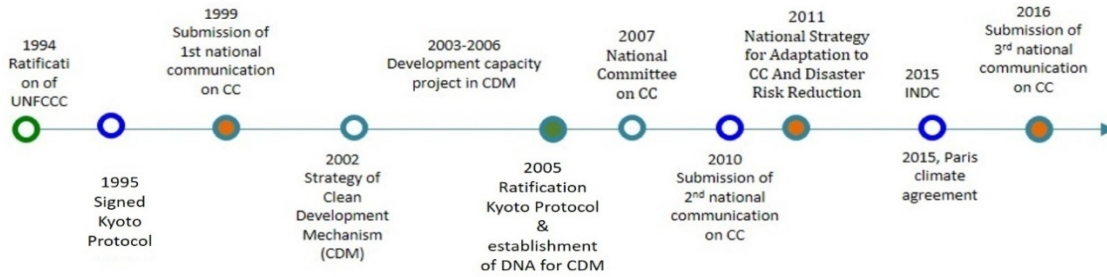 1994
Ratificati
on of
UNFCCC
1995
Signed
Kyoto
Protocol
1999
Submission of
1st national
communication
on CC
2002
Strategy of
Clean
Development
Mechanism
(CDM)
2003-2006
Development capacity
project in CDM
2005
Ratification
Kyoto Protocol
&
establishment
of DNA for CDM
2007
National
Committee
on CC
2010
Submission of
2nd national
communication
on CC
2011
National Strategy
for Adaptation to
CC And Disaster
Risk Reduction
2015
INDC
2015, Paris
climate
agreement
2016
Submission of
3rd national
communication
on CC